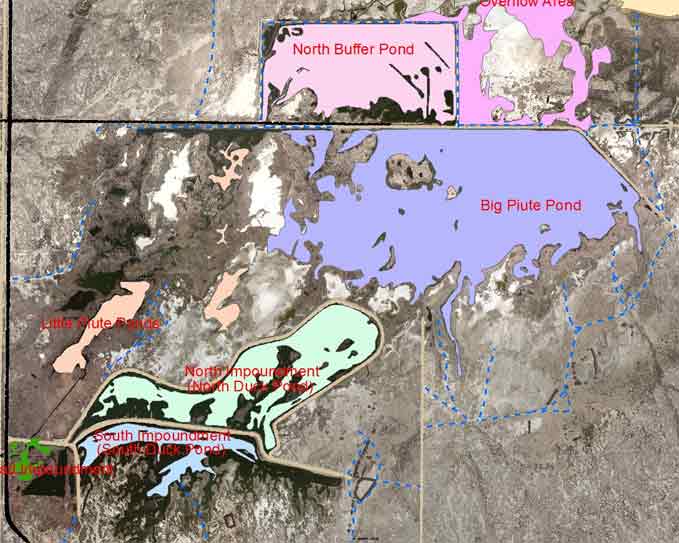 Overflow Area
North Buffer Pond
Big Piute Pond
Little Piute Ponds
North Impoundment
(North Duck Pond)
South Impoundment
(South Duck Pond)
Impoundment